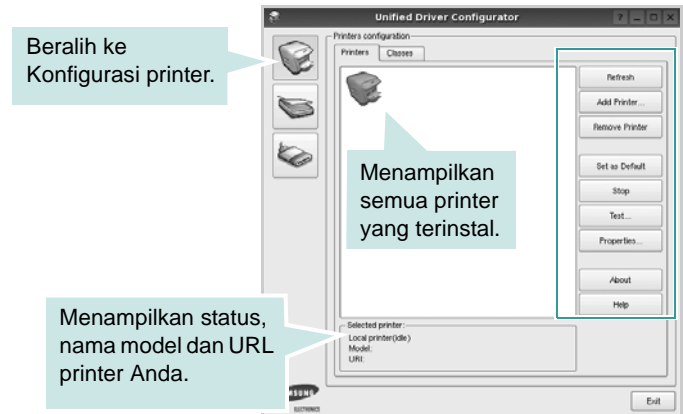 Unified Driver Configurator
Beralih ke
Konfigurasi printer.
Printers configuration
Printers
Classes
Refresh
Add Printer...
Remove Printer
Set as Default
Stop
Test...
Properties...
About
Help
Menampilkan
semua printer
yang terinstal.
Menampilkan status,
nama model dan URL
printer Anda.
Selected printer:
Local printer(idle)
Model:
URI:
ELECTRONICS
Exit